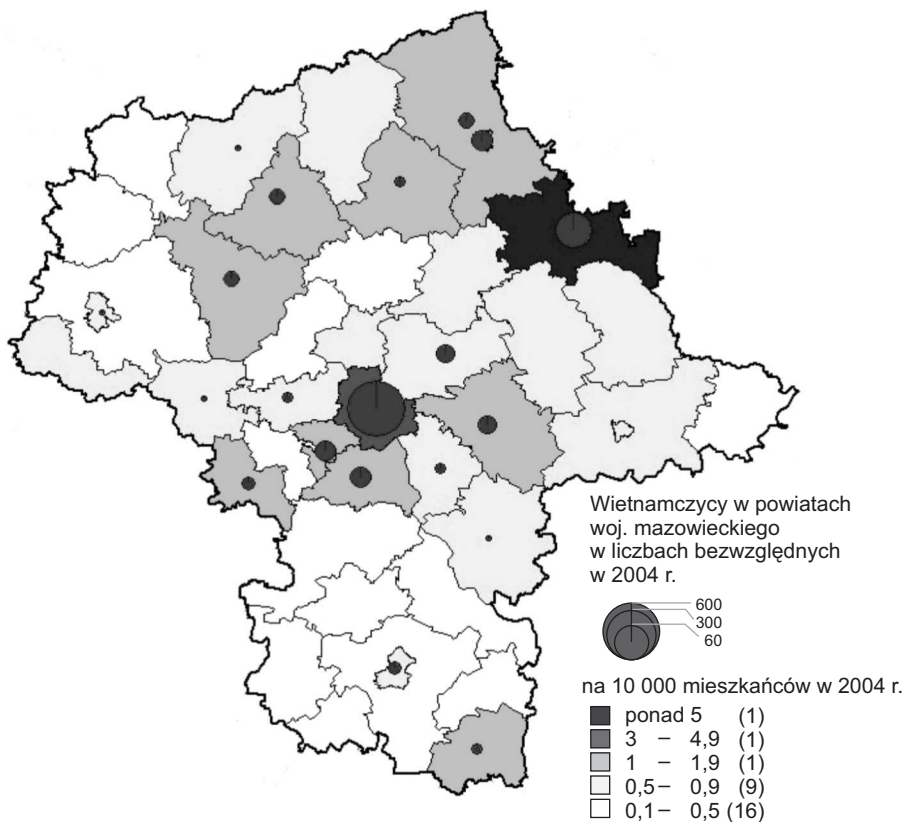 Wietnamczycy w powiatach
woj. mazowieckiego
w liczbach bezwzględnych
w 2004 r.
600
300
60
na 10 000 mieszkańców w 2004 r.
ponad 5 (1)
3 – 4,9 (1)
1 – 1,9 (1)
0,5 – 0,9 (9)
0,1 – 0,5 (16)